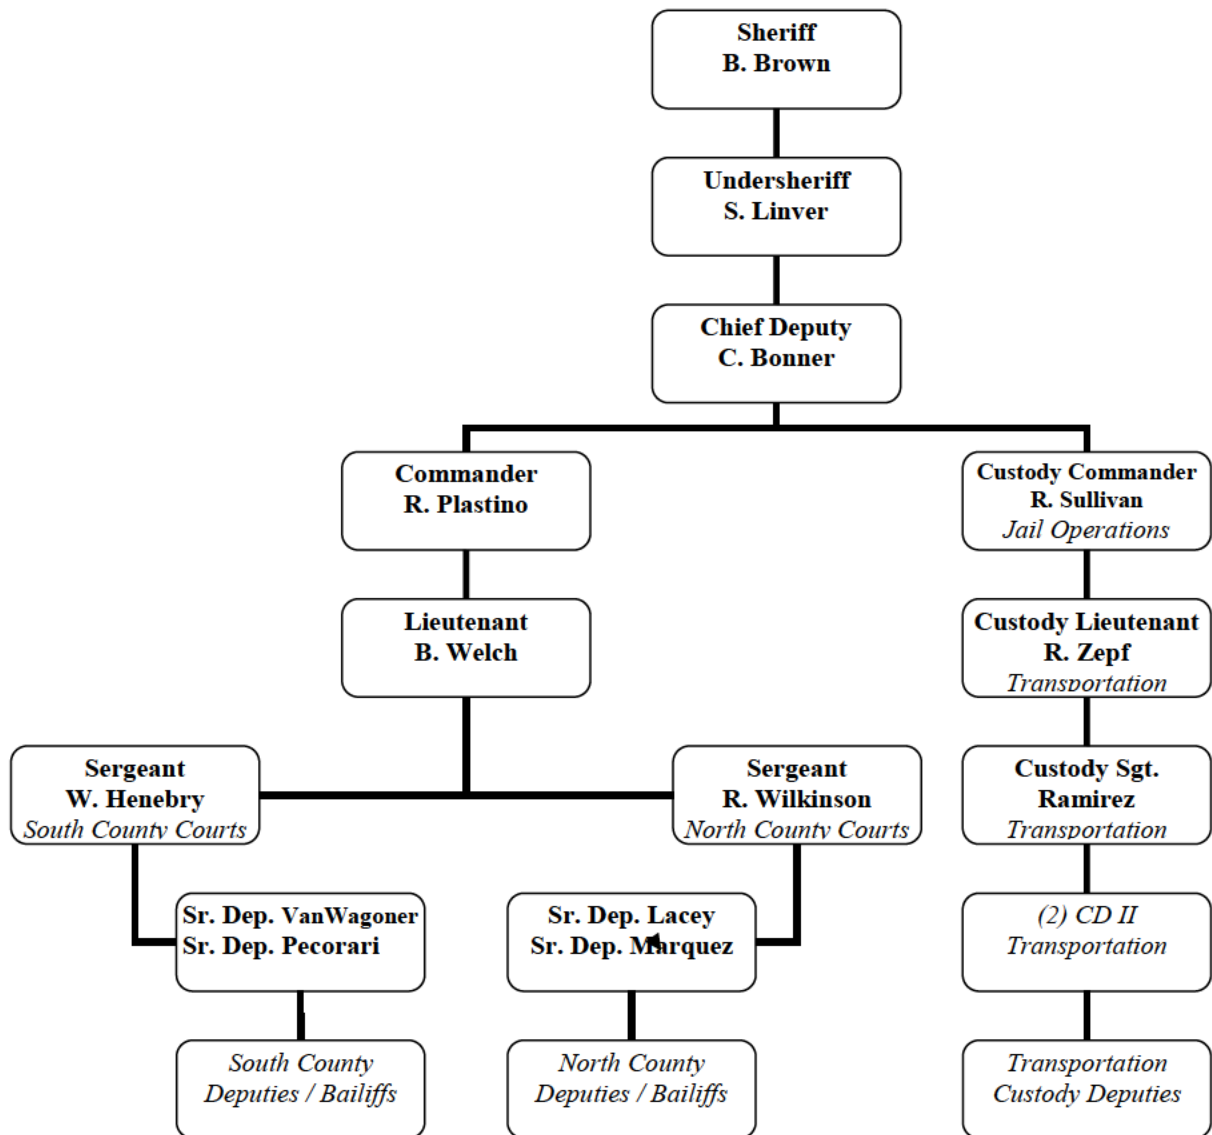 Sheriff
B. Brown
Undersheriff
S. Linver
Chief Deputy
C. Bonner
Commander
R. Plastino
Custody Commander
R. Sullivan
Jail Operations
Lieutenant
B. Welch
Custody Lieutenant
R. Zepf
Transportation
Sergeant
W. Henebry
South County Courts
Sergeant
R. Wilkinson
North County Courts
Custody Sgt.
Ramirez
Transportation
Sr. Dep. VanWagoner
Sr. Dep. Pecorari
Sr. Dep. Lacey
Sr. Dep. Marquez
(2) CD II
Transportation
South County
Deputies / Bailiffs
North County
Deputies / Bailiffs
Transportation
Custody Deputies